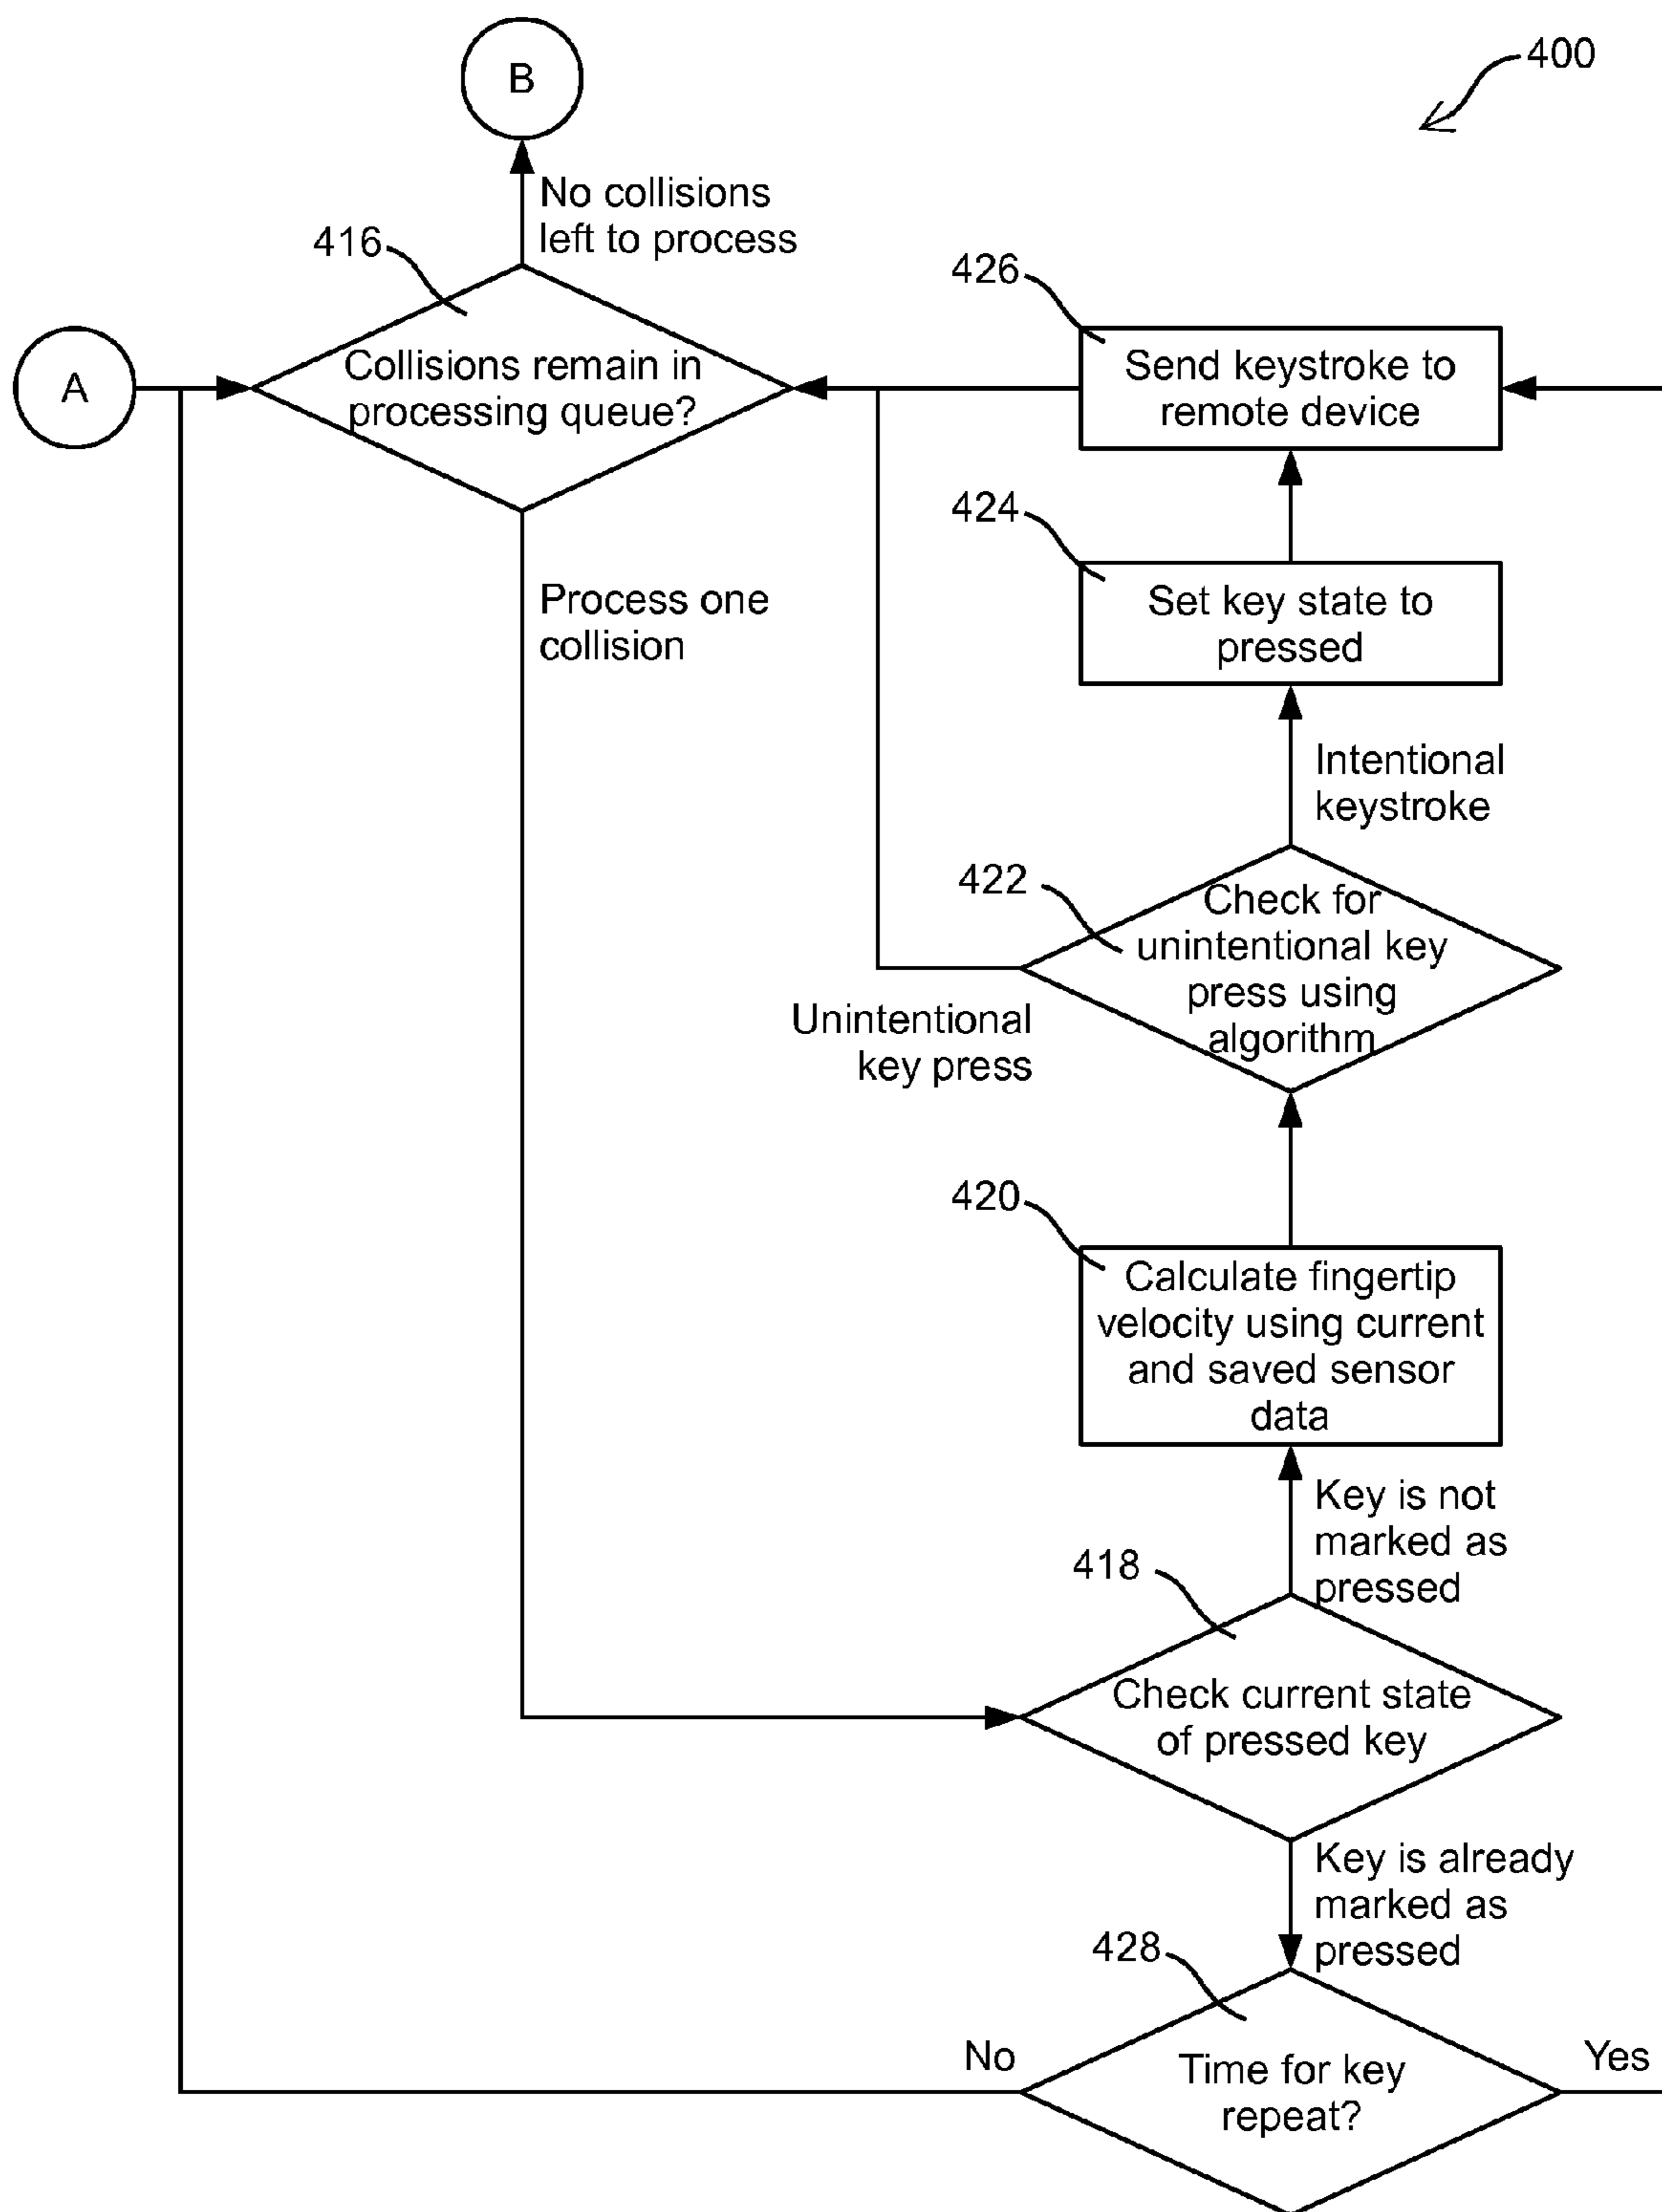 B
400
No collisions
left to process
416
426
A
Collisions remain in
processing queue?
Send keystroke to
remote device
424
Process one
collision
Set key state to
pressed
Intentional
keystroke
422
Check for
unintentional key
press using
algorithm
Unintentional
key press
420
Calculate fingertip
velocity using current
and saved sensor
data
Key is not
marked as
pressed
418
Check current state
of pressed key
Key is already
marked as
pressed
428
No
Time for key
repeat?
Yes